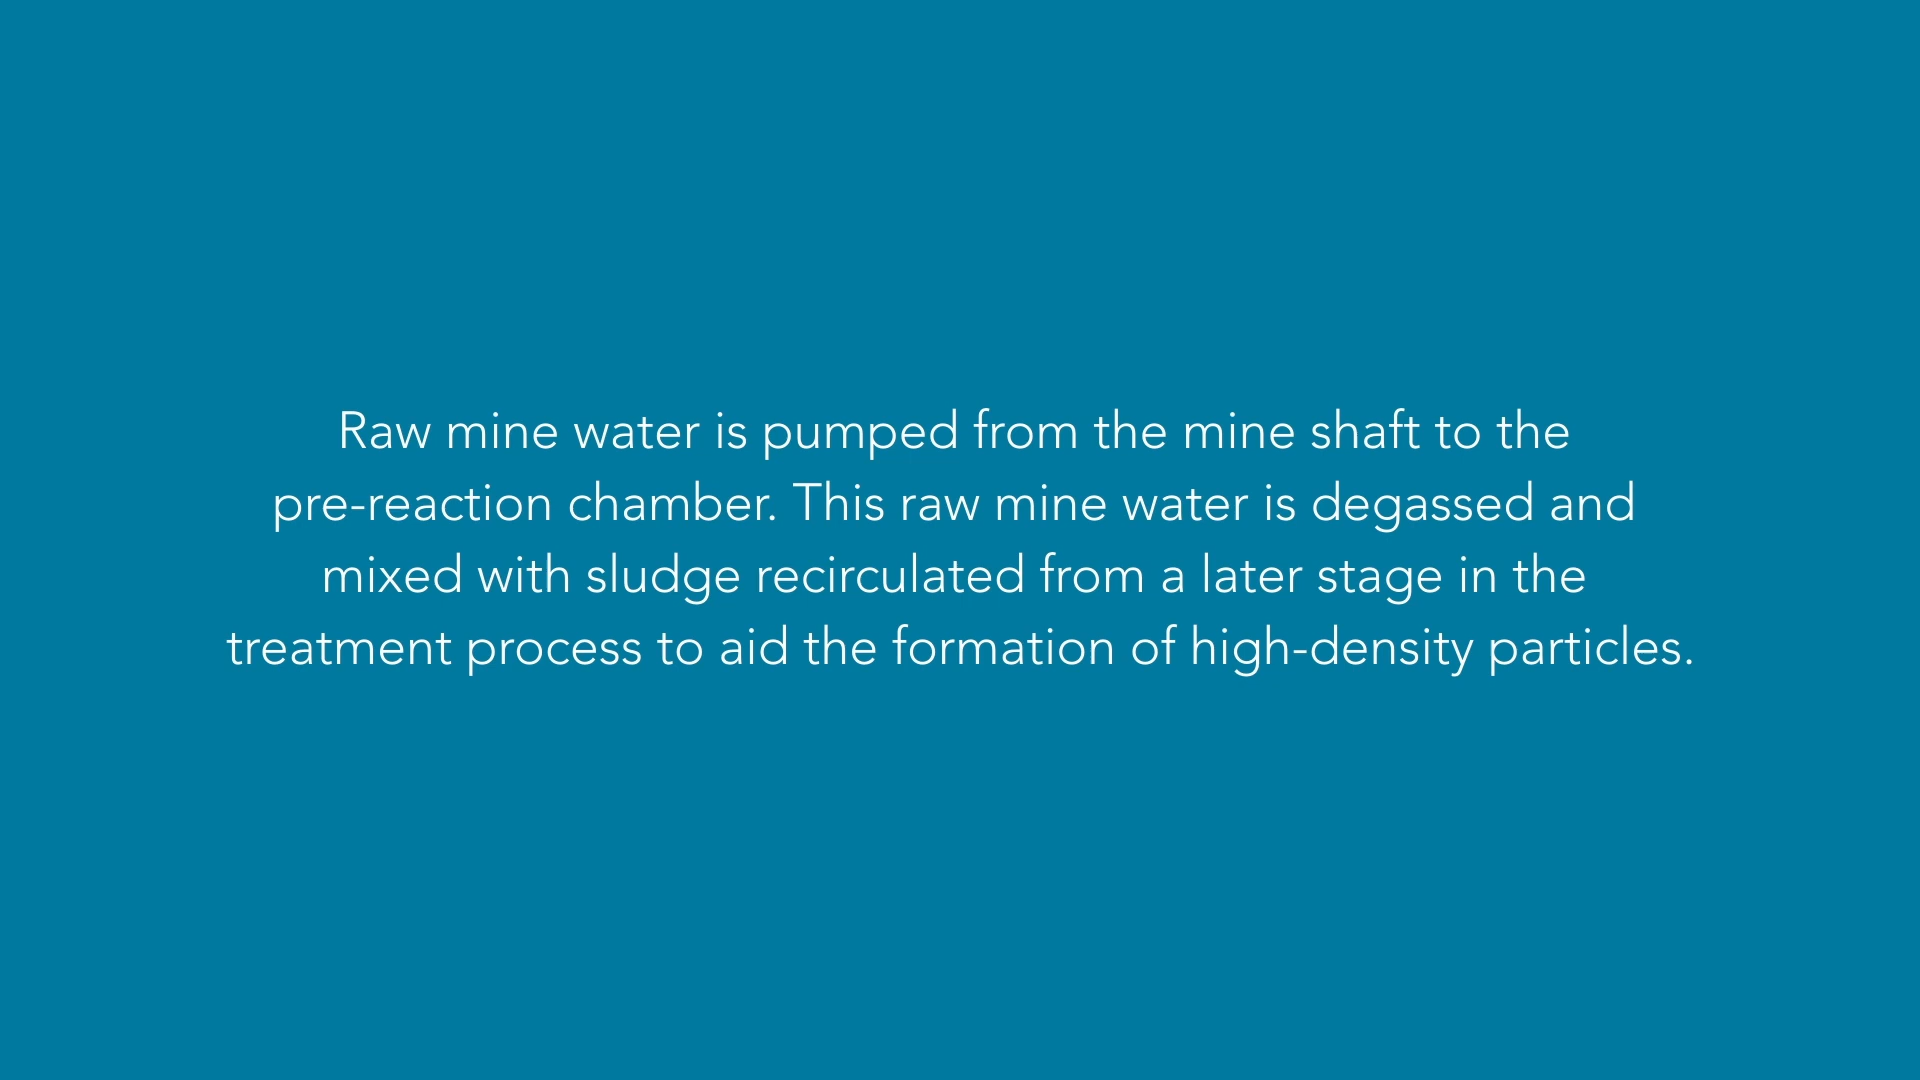 Raw mine water is pumped from the mine shaft to the
pre-reaction chamber. This raw mine water is degassed and
mixed with sludge recirculated from a later stage in the
treatment process to aid the formation of high-density particles.